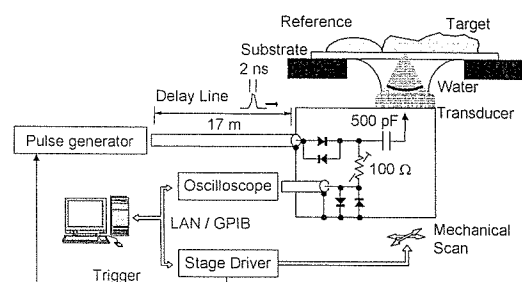 Reference
Target
Substrate
2 ns
Water
Delay Line
Transducer
17 m
500 pF
Pulse generator
100 Ω
Oscilloscope
LAN / GPIB
Mechanical
Scan
Stage Driver
Trigger